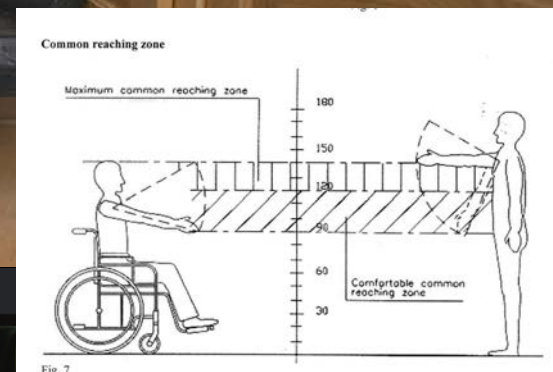 Common reaching zone
Maximum common reaching zone
180
150
120
90
60
30
Comfortable common
reaching zone
Fig. 7